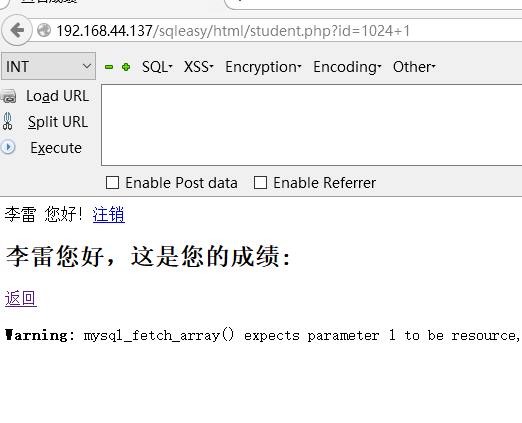 192.168.44.137/sqleasy/html/student.php?id=1024+1
INT SQL XSS Encryption Encoding Other
Load URL
Split URL
Execute
Enable Post data Enable Referrer
李雷 您好! 注销
李雷您好，这是您的成绩：
返回
Warning: mysql_fetch_array() expects parameter 1 to be resource,